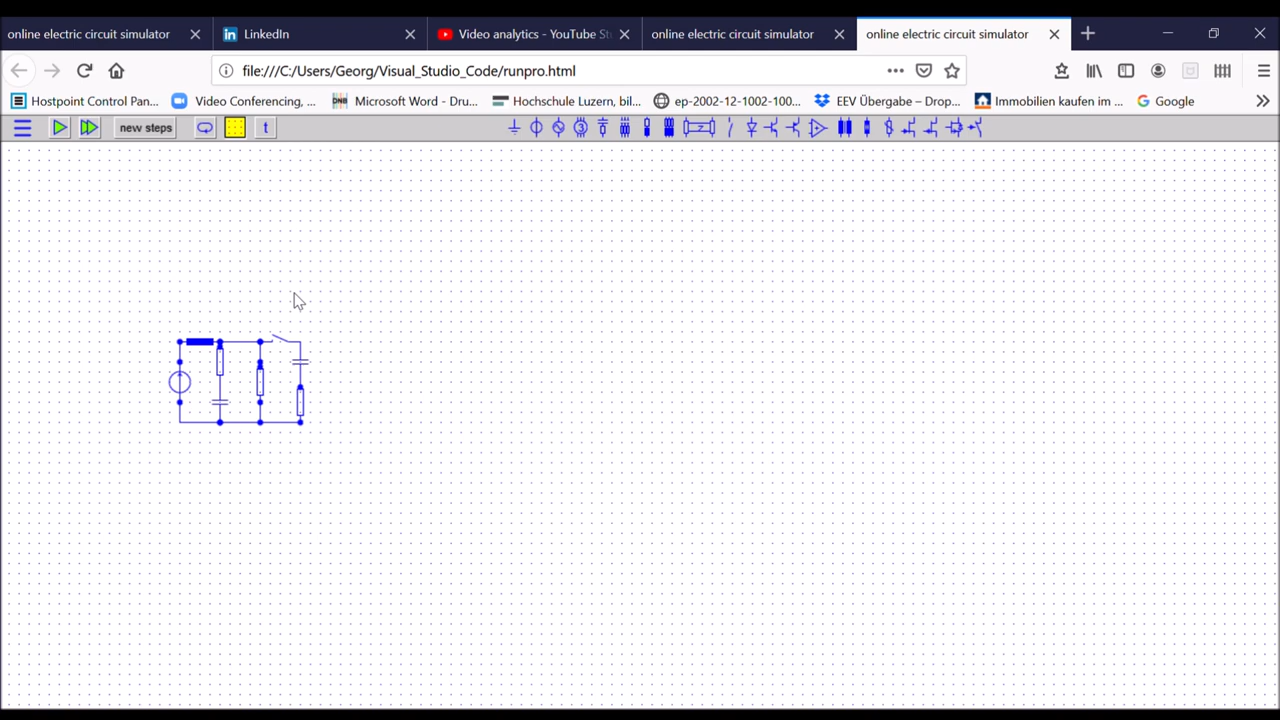 online electric circuit simulator
LinkedIn
Video analytics - YouTube St
online electric circuit simulator
online electric circuit simulator
file:///C:/Users/Georg/Visual_Studio_Code/runpro.html
Hostpoint Control Pan...
Video Conferencing, ...
Microsoft Word - Dru...
Hochschule Luzern, bil...
ep-2002-12-1002-100...
EEV Übergabe – Drop...
Immobilien kaufen im ...
Google
new steps
t